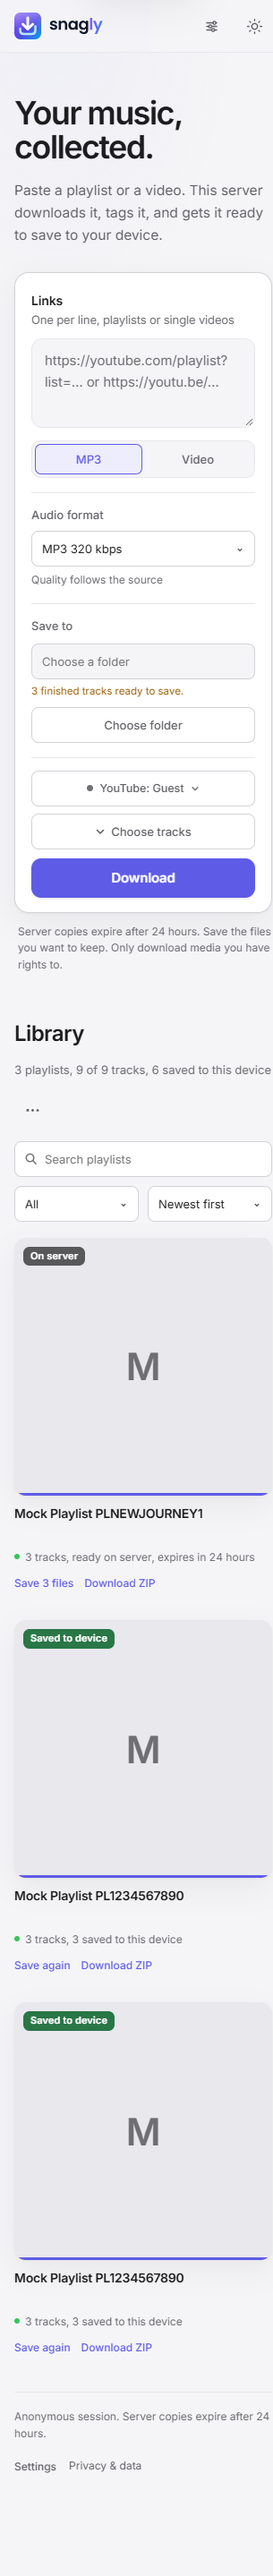 snagly
Your music,
collected.
Paste a playlist or a video. This server
downloads it, tags it, and gets it ready
to save to your device.
Links
One per line, playlists or single videos
https://youtube.com/playlist?
list=... or https://youtu.be/...
MP3 Video
Audio format
MP3 320 kbps
Quality follows the source
Save to
Choose a folder
3 finished tracks ready to save.
Choose folder
YouTube: Guest
Choose tracks
Download
Server copies expire after 24 hours. Save the files
you want to keep. Only download media you have
rights to.
Library
3 playlists, 9 of 9 tracks, 6 saved to this device
...
Search playlists
All Newest first
On server
M
Mock Playlist PLNEWJOURNEY1
3 tracks, ready on server, expires in 24 hours
Save 3 files Download ZIP
Saved to device
M
Mock Playlist PL1234567890
3 tracks, 3 saved to this device
Save again Download ZIP
Saved to device
M
Mock Playlist PL1234567890
3 tracks, 3 saved to this device
Save again Download ZIP
Anonymous session. Server copies expire after 24
hours.
Settings Privacy & data